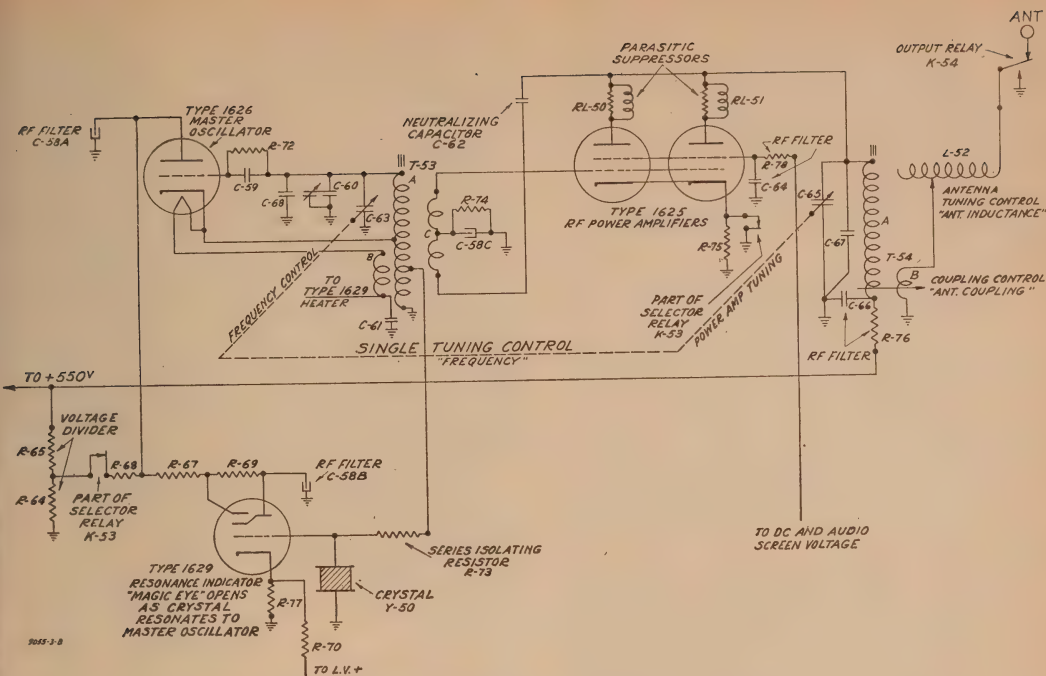 ANT
OUTPUT RELAY
K-54
PARASITIC
SUPPRESSORS
RL-50
RL-51
TYPE 1626
MASTER
OSCILLATOR
RF FILTER
C-58A
R-72
C-59
C-68
C-60
C-63
T-53
A
B
C
NEUTRALIZING
CAPACITOR
C-62
R-74
C-58C
RF FILTER
R-78
C-64
C-65
TYPE 1625
RF POWER AMPLIFIERS
R-75
L-52
ANTENNA
TUNING CONTROL
"ANT. INDUCTANCE"
A
C-67
T-54
B
COUPLING CONTROL
"ANT. COUPLING"
C-66
R-76
RF FILTER
TO
TYPE 1629
HEATER
C-61
FREQUENCY CONTROL
PART OF
SELECTOR
RELAY
K-53
POWER AMP TUNING
SINGLE TUNING CONTROL
"FREQUENCY"
TO +550V
VOLTAGE
DIVIDER
R-65
R-64
R-68
R-67
R-69
RF FILTER
C-58B
PART OF
SELECTOR
RELAY
K-53
TYPE 1629
RESONANCE INDICATOR
"MAGIC EYE" OPENS
AS CRYSTAL
RESONATES TO
MASTER OSCILLATOR
R-77
R-70
TO L.V.+
SERIES ISOLATING
RESISTOR
R-73
CRYSTAL
Y-50
TO DC AND AUDIO
SCREEN VOLTAGE
9055-3-B